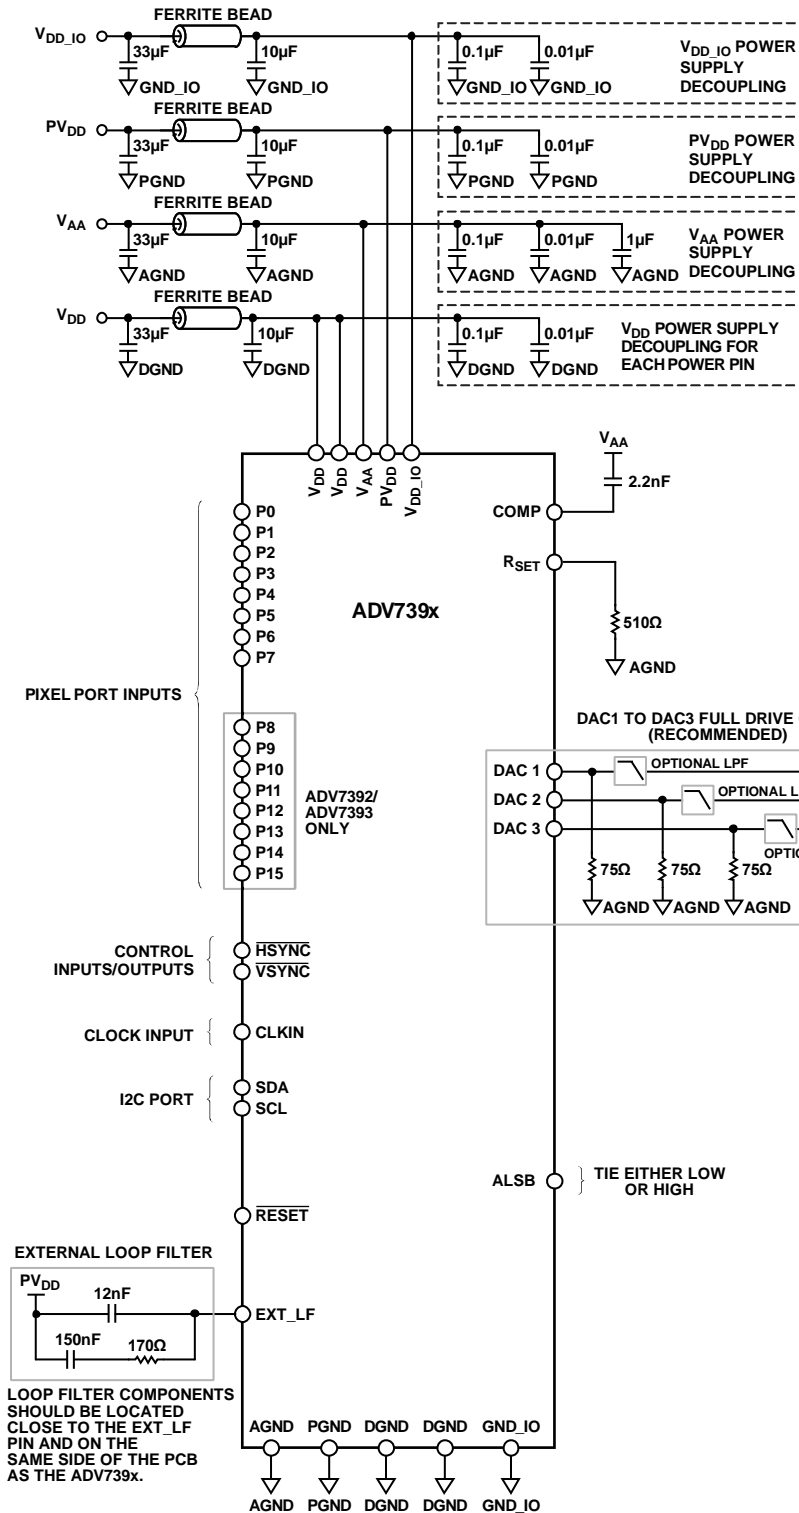 FERRITE BEAD
VDD_IO
33µF
10µF
0.1µF
0.01µF
GND_IO
GND_IO
GND_IO
GND_IO
VDD_IO POWER
SUPPLY
DECOUPLING
FERRITE BEAD
PVDD
33µF
10µF
0.1µF
0.01µF
PGND
PGND
PGND
PGND
PVDD POWER
SUPPLY
DECOUPLING
FERRITE BEAD
VAA
33µF
10µF
0.1µF
0.01µF
1µF
AGND
AGND
AGND
AGND
AGND
VAA POWER
SUPPLY
DECOUPLING
FERRITE BEAD
VDD
33µF
10µF
0.1µF
0.01µF
DGND
DGND
DGND
DGND
VDD POWER SUPPLY
DECOUPLING FOR
EACH POWER PIN
VDD
VDD
VAA
PVDD
VDD_IO
VAA
2.2nF
COMP
RSET
510Ω
AGND
ADV739x
PIXEL PORT INPUTS
P0
P1
P2
P3
P4
P5
P6
P7
P8
P9
P10
P11
P12
P13
P14
P15
ADV7392/
ADV7393
ONLY
DAC1 TO DAC3 FULL DRIVE
(RECOMMENDED)
DAC 1
OPTIONAL LPF
DAC 2
OPTIONAL L
DAC 3
OPTIO
75Ω
75Ω
75Ω
AGND
AGND
AGND
CONTROL
INPUTS/OUTPUTS
HSYNC
VSYNC
CLOCK INPUT
CLKIN
I2C PORT
SDA
SCL
ALSB
TIE EITHER LOW
OR HIGH
RESET
EXTERNAL LOOP FILTER
PVDD
12nF
150nF
170Ω
EXT_LF
LOOP FILTER COMPONENTS
SHOULD BE LOCATED
CLOSE TO THE EXT_LF
PIN AND ON THE
SAME SIDE OF THE PCB
AS THE ADV739x.
AGND PGND DGND DGND GND_IO
AGND PGND DGND DGND GND_IO